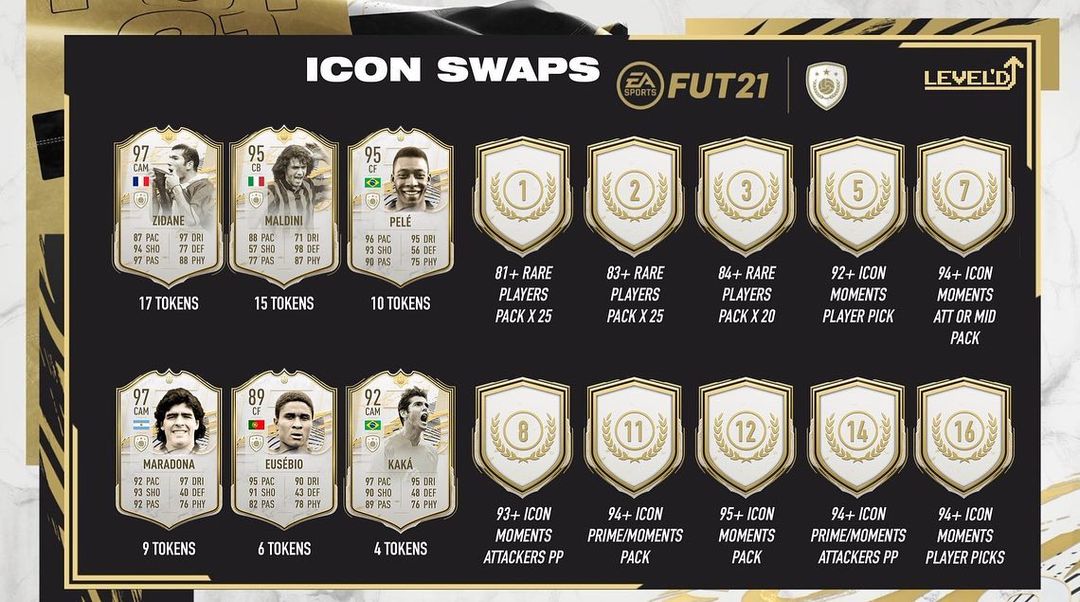 ICON SWAPS
EA SPORTS FUT21
LEVEL'D
97
CAM
ZIDANE
87 PAC 97 DRI
94 SHO 77 DEF
97 PAS 88 PHY
17 TOKENS
95
CB
MALDINI
88 PAC 71 DRI
57 SHO 98 DEF
77 PAS 87 PHY
15 TOKENS
95
CF
PELÉ
96 PAC 95 DRI
93 SHO 56 DEF
90 PAS 75 PHY
10 TOKENS
1
81+ RARE
PLAYERS
PACK X 25
2
83+ RARE
PLAYERS
PACK X 25
3
84+ RARE
PLAYERS
PACK X 20
5
92+ ICON
MOMENTS
PLAYER PICK
7
94+ ICON
MOMENTS
ATT OR MID
PACK
97
CAM
MARADONA
92 PAC 97 DRI
93 SHO 40 DEF
92 PAS 76 PHY
9 TOKENS
89
CF
EUSÉBIO
95 PAC 90 DRI
91 SHO 43 DEF
82 PAS 78 PHY
6 TOKENS
92
CAM
KAKÁ
97 PAC 95 DRI
90 SHO 48 DEF
89 PAS 76 PHY
4 TOKENS
8
93+ ICON
MOMENTS
ATTACKERS PP
11
94+ ICON
PRIME/MOMENTS
PACK
12
95+ ICON
MOMENTS
PACK
14
94+ ICON
PRIME/MOMENTS
ATTACKERS PP
16
94+ ICON
MOMENTS
PLAYER PICKS